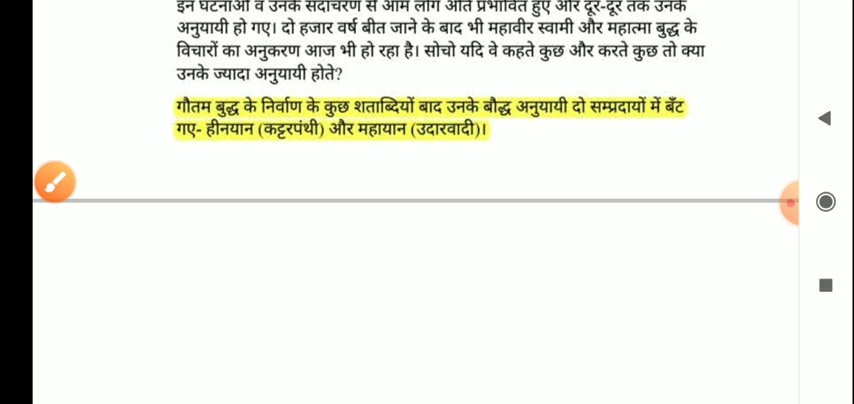 इन घटनाओं व उनके सदाचरण से आम लोग अति प्रभावित हुए और दूर-दूर तक उनके
अनुयायी हो गए। दो हजार वर्ष बीत जाने के बाद भी महावीर स्वामी और महात्मा बुद्ध के
विचारों का अनुकरण आज भी हो रहा है। सोचो यदि वे कहते कुछ और करते कुछ तो क्या
उनके ज्यादा अनुयायी होते?
गौतम बुद्ध के निर्वाण के कुछ शताब्दियों बाद उनके बौद्ध अनुयायी दो सम्प्रदायों में बँट
गए- हीनयान (कट्टरपंथी) और महायान (उदारवादी)।